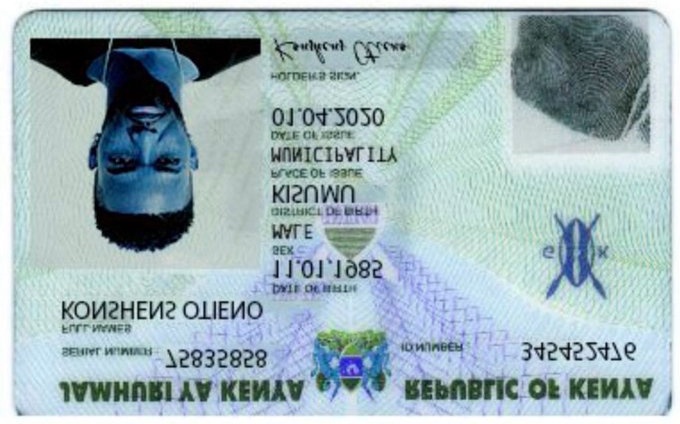 JAMHURI YA KENYA REPUBLIC OF KENYA
SERIAL NUMBER: 75835858 ID NUMBER: 345452476
FULL NAMES
KONSHENS OTIENO
DATE OF BIRTH
11.01.1985
SEX
MALE
G K
DISTRICT OF BIRTH
KISUMU
PLACE OF ISSUE
MUNICIPALITY
DATE OF ISSUE
01.04.2020
HOLDER'S SIGN.
Konshens Otieno